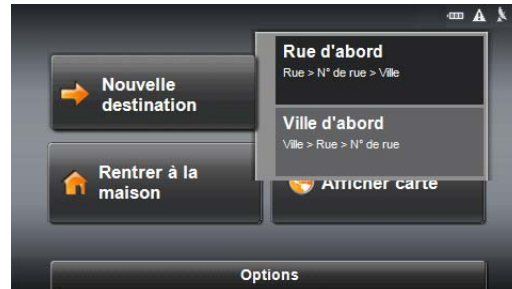 Nouvelle
destination
Rue d'abord
Rue > N° de rue > Ville
Ville d'abord
Ville > Rue > N° de rue
Rentrer à la
maison
Afficher carte
Options